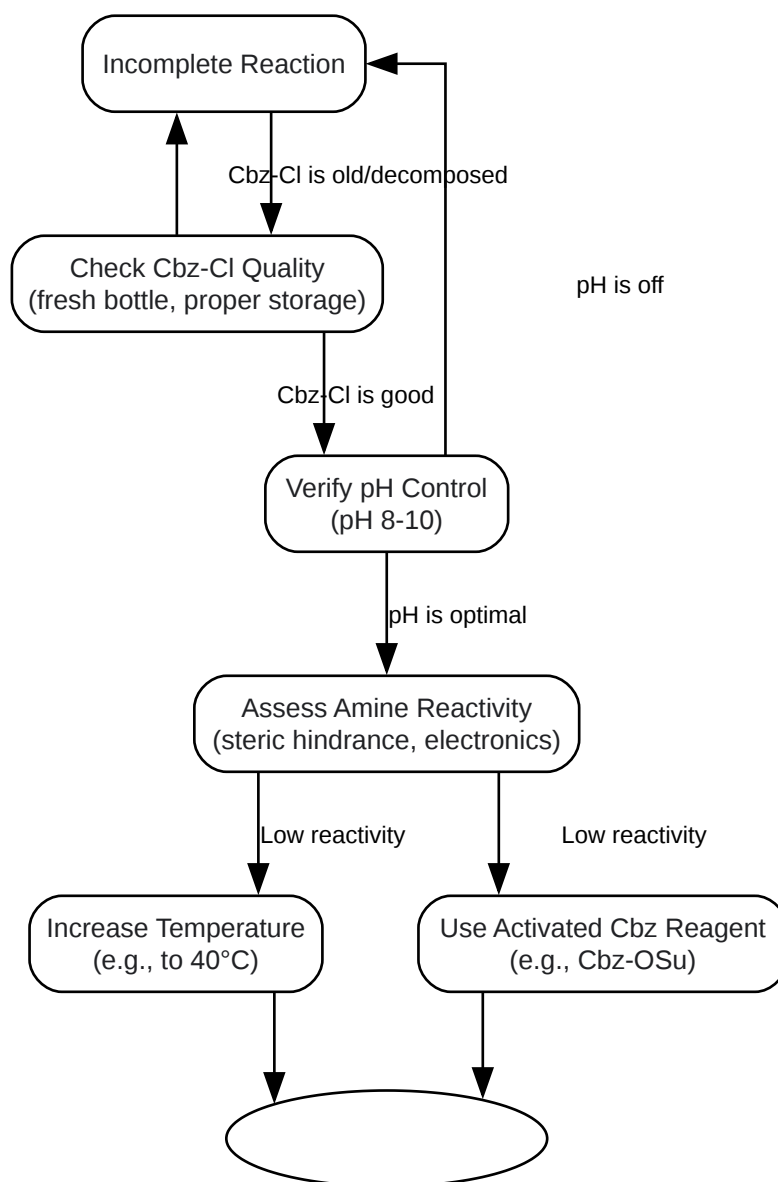 Incomplete Reaction
Cbz-Cl is old/decomposed
Check Cbz-Cl Quality
(fresh bottle, proper storage)
pH is off
Cbz-Cl is good
Verify pH Control
(pH 8-10)
pH is optimal
Assess Amine Reactivity
(steric hindrance, electronics)
Low reactivity
Low reactivity
Increase Temperature
(e.g., to 40°C)
Use Activated Cbz Reagent
(e.g., Cbz-OSu)